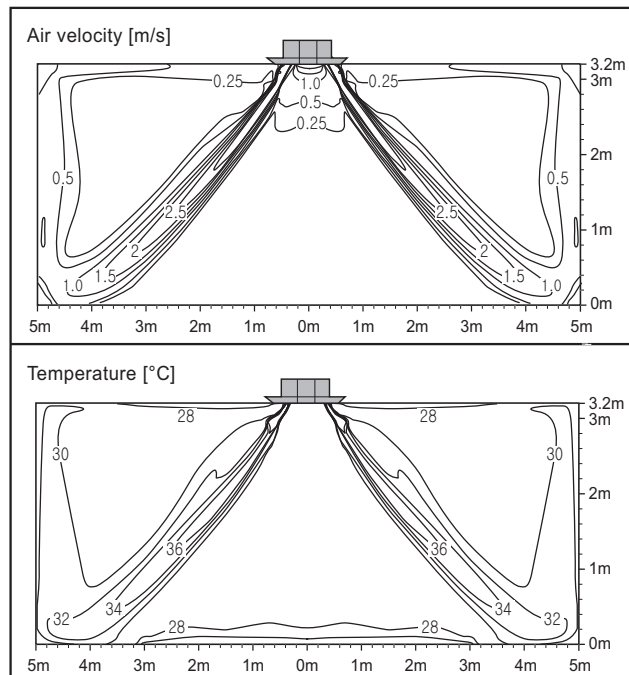 Air velocity [m/s]
3.2m
3m
0.25 1.0 0.25
0.5
0.25
2m
0.5 0.5
2.5 2.5
2 2
1m
1.5 1.5
1.0 1.0
0m
5m 4m 3m 2m 1m 0m 1m 2m 3m 4m 5m
Temperature [°C]
3.2m
3m
28 28
30 30
2m
36 36
1m
34 34
32 32
28 28
0m
5m 4m 3m 2m 1m 0m 1m 2m 3m 4m 5m